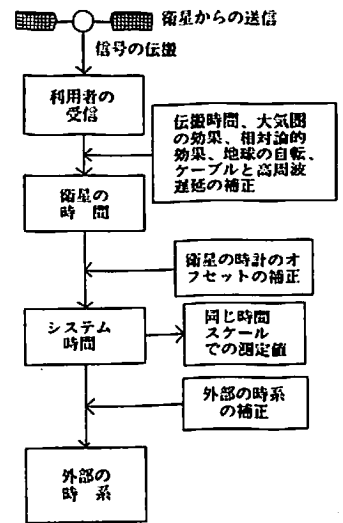 衛星からの送信
信号の伝搬
利用者の
受信
伝搬時間、大気圏
の効果、相対論的
効果、地球の自転、
ケーブルと高周波
遅延の補正
衛星の
時間
衛星の時計のオ
フセットの補正
システム
時間
同じ時間
スケール
での測定値
外部の時系
の補正
外部の
時系